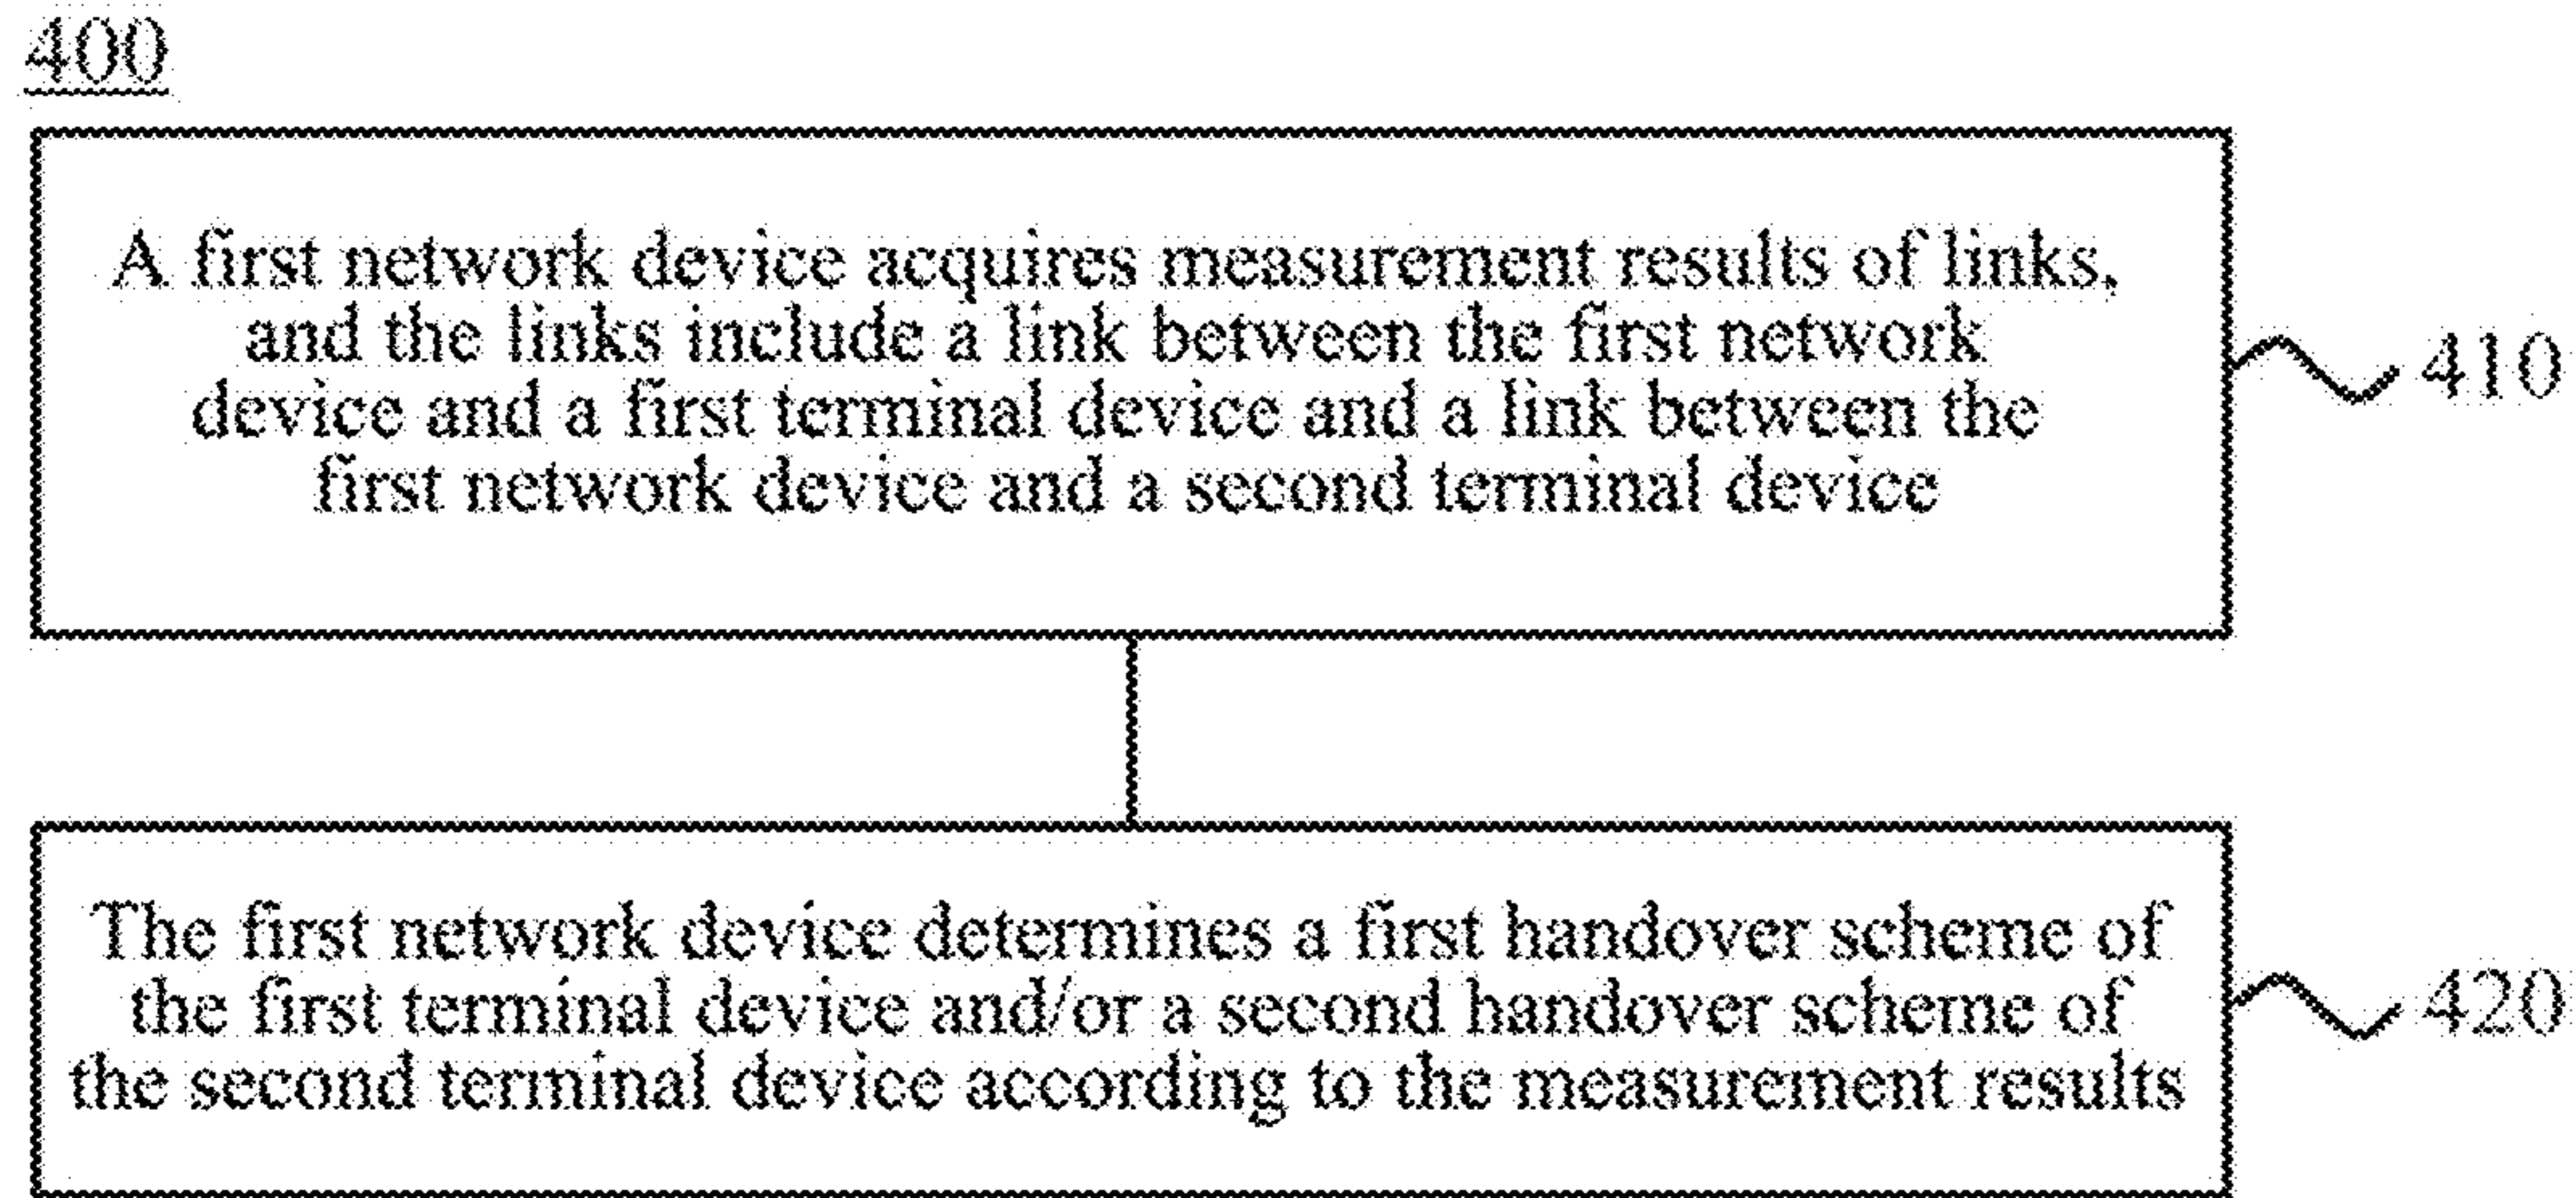 400
A first network device acquires measurement results of links,
and the links include a link between the first network
device and a first terminal device and a link between the
first network device and a second terminal device
410
The first network device determines a first handover scheme of
the first terminal device and/or a second handover scheme of
the second terminal device according to the measurement results
420